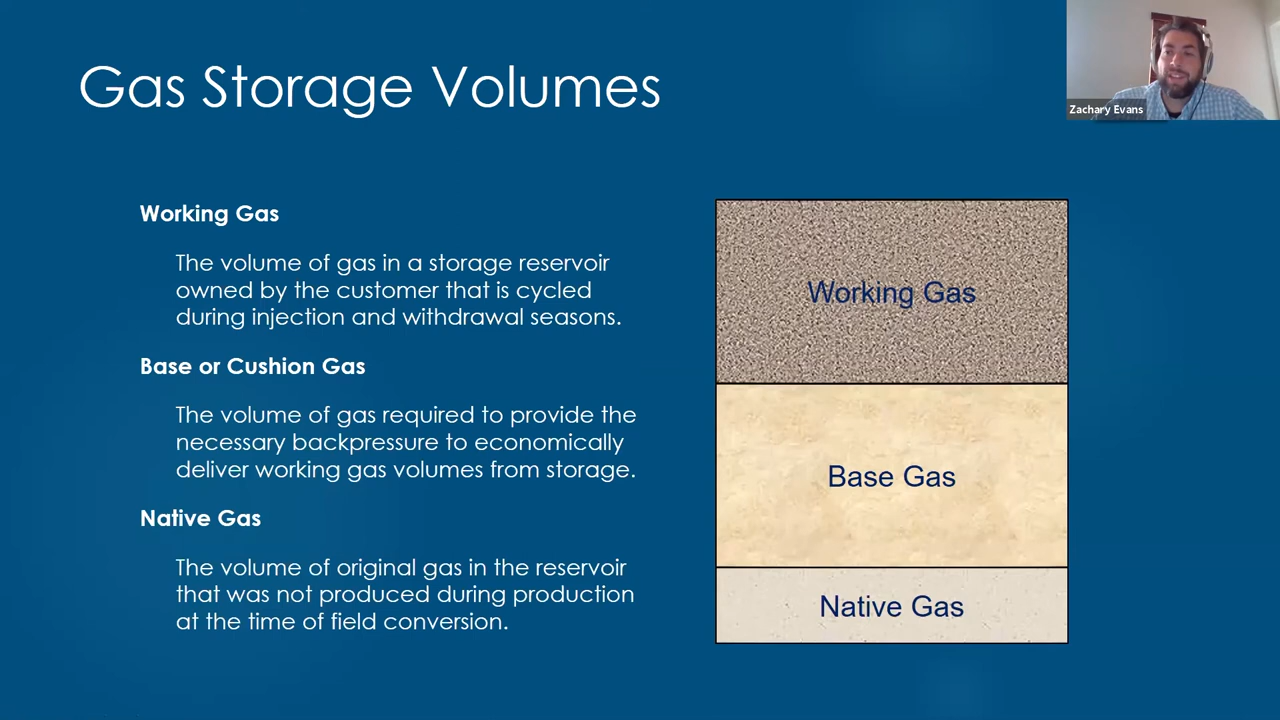 Gas Storage Volumes
Zachary Evans
Working Gas
The volume of gas in a storage reservoir
owned by the customer that is cycled
during injection and withdrawal seasons.
Base or Cushion Gas
The volume of gas required to provide the
necessary backpressure to economically
deliver working gas volumes from storage.
Native Gas
The volume of original gas in the reservoir
that was not produced during production
at the time of field conversion.
Working Gas
Base Gas
Native Gas